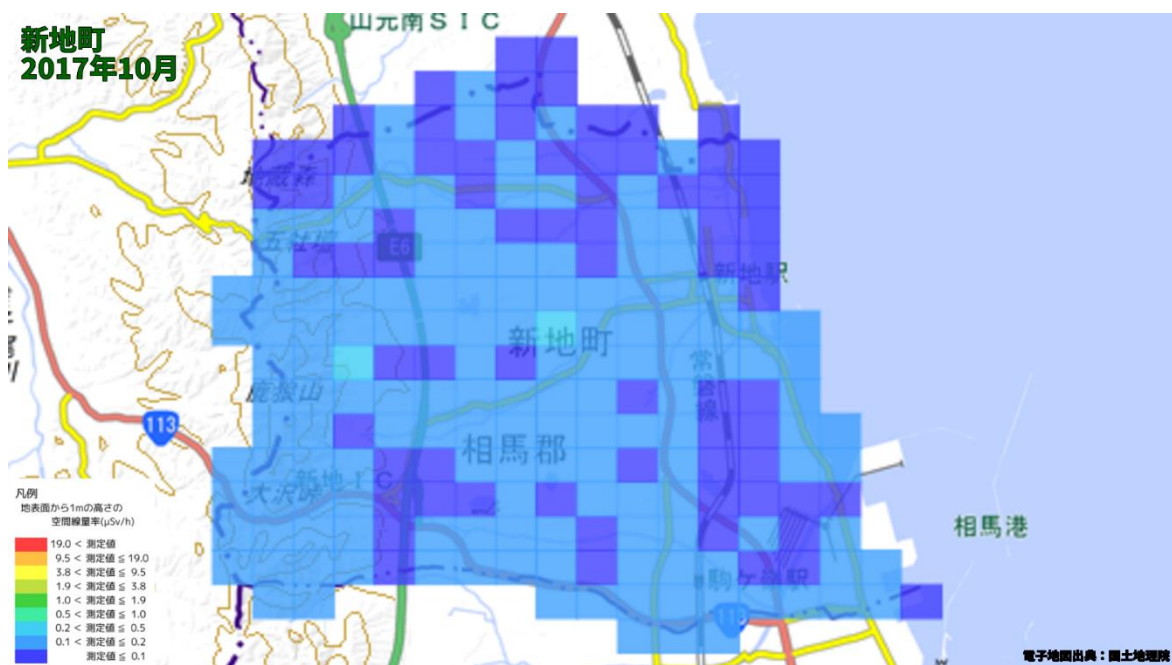 新地町
2017年10月
山元南ＳＩＣ
地蔵森
五社壇
E6
新地駅
新地町
常磐線
鹿狼山
113
相馬郡
新地ＩＣ
大沢峠
相馬港
駒ヶ嶺駅
113
凡例
地表面から1mの高さの
空間線量率(μSv/h)
19.0 < 測定値
9.5 < 測定値 ≤ 19.0
3.8 < 測定値 ≤ 9.5
1.9 < 測定値 ≤ 3.8
1.0 < 測定値 ≤ 1.9
0.5 < 測定値 ≤ 1.0
0.2 < 測定値 ≤ 0.5
0.1 < 測定値 ≤ 0.2
測定値 ≤ 0.1
電子地図出典：国土地理院